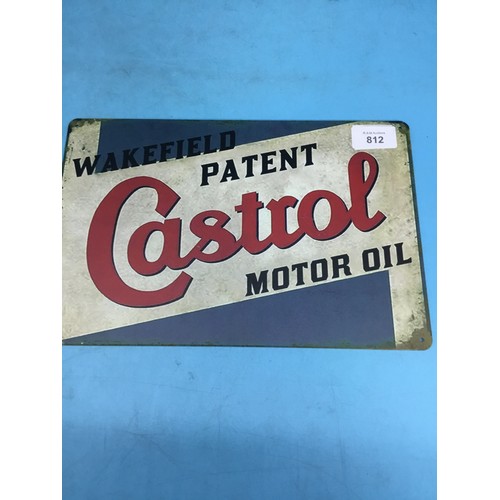 WAKEFIELD
PATENT
Castrol
MOTOR OIL
812